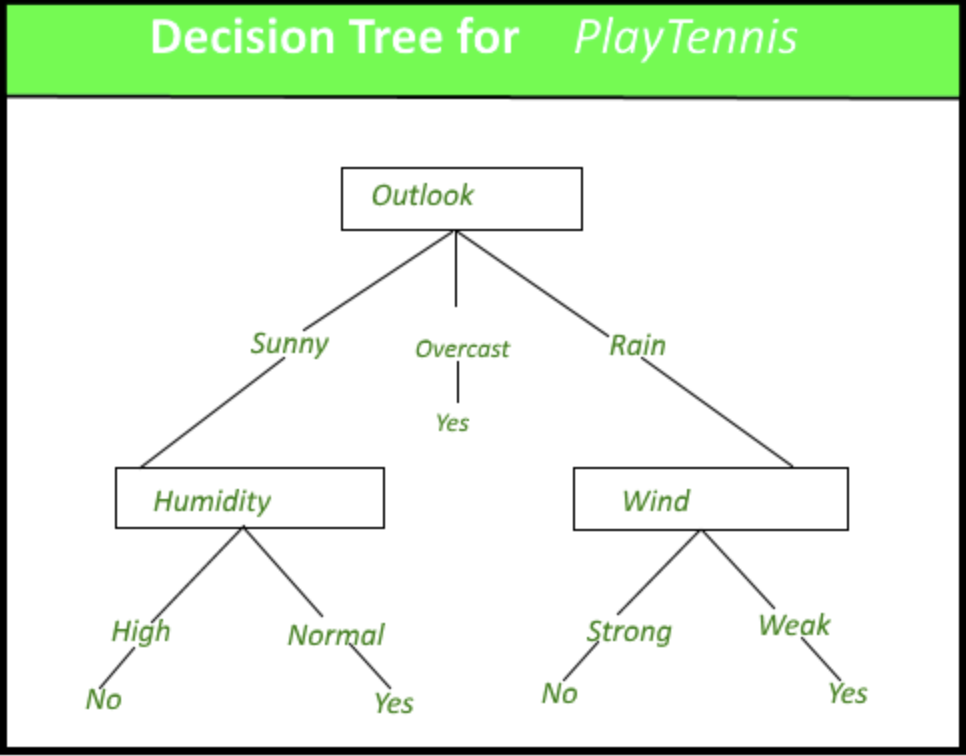 Decision Tree for PlayTennis
Outlook
Sunny Overcast Rain
Yes
Humidity Wind
High Normal Strong Weak
No Yes No Yes